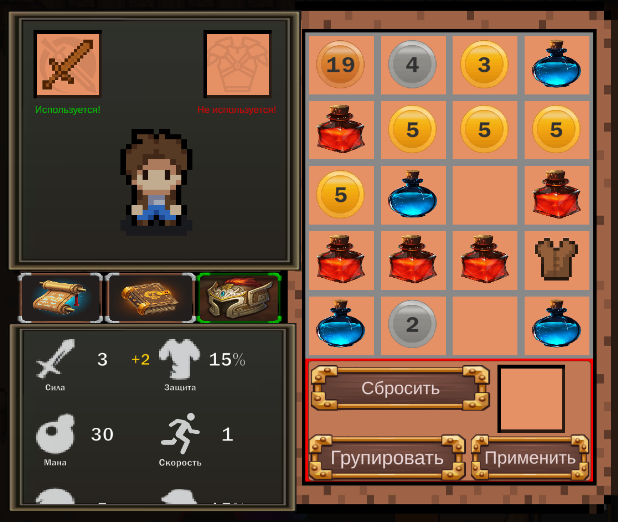 Используется!
Не используется!
19 4 3
5 5 5
5
2
3 +2 15%
Сила Защита
30 1
Мана Скорость
Сбросить
Групировать Применить